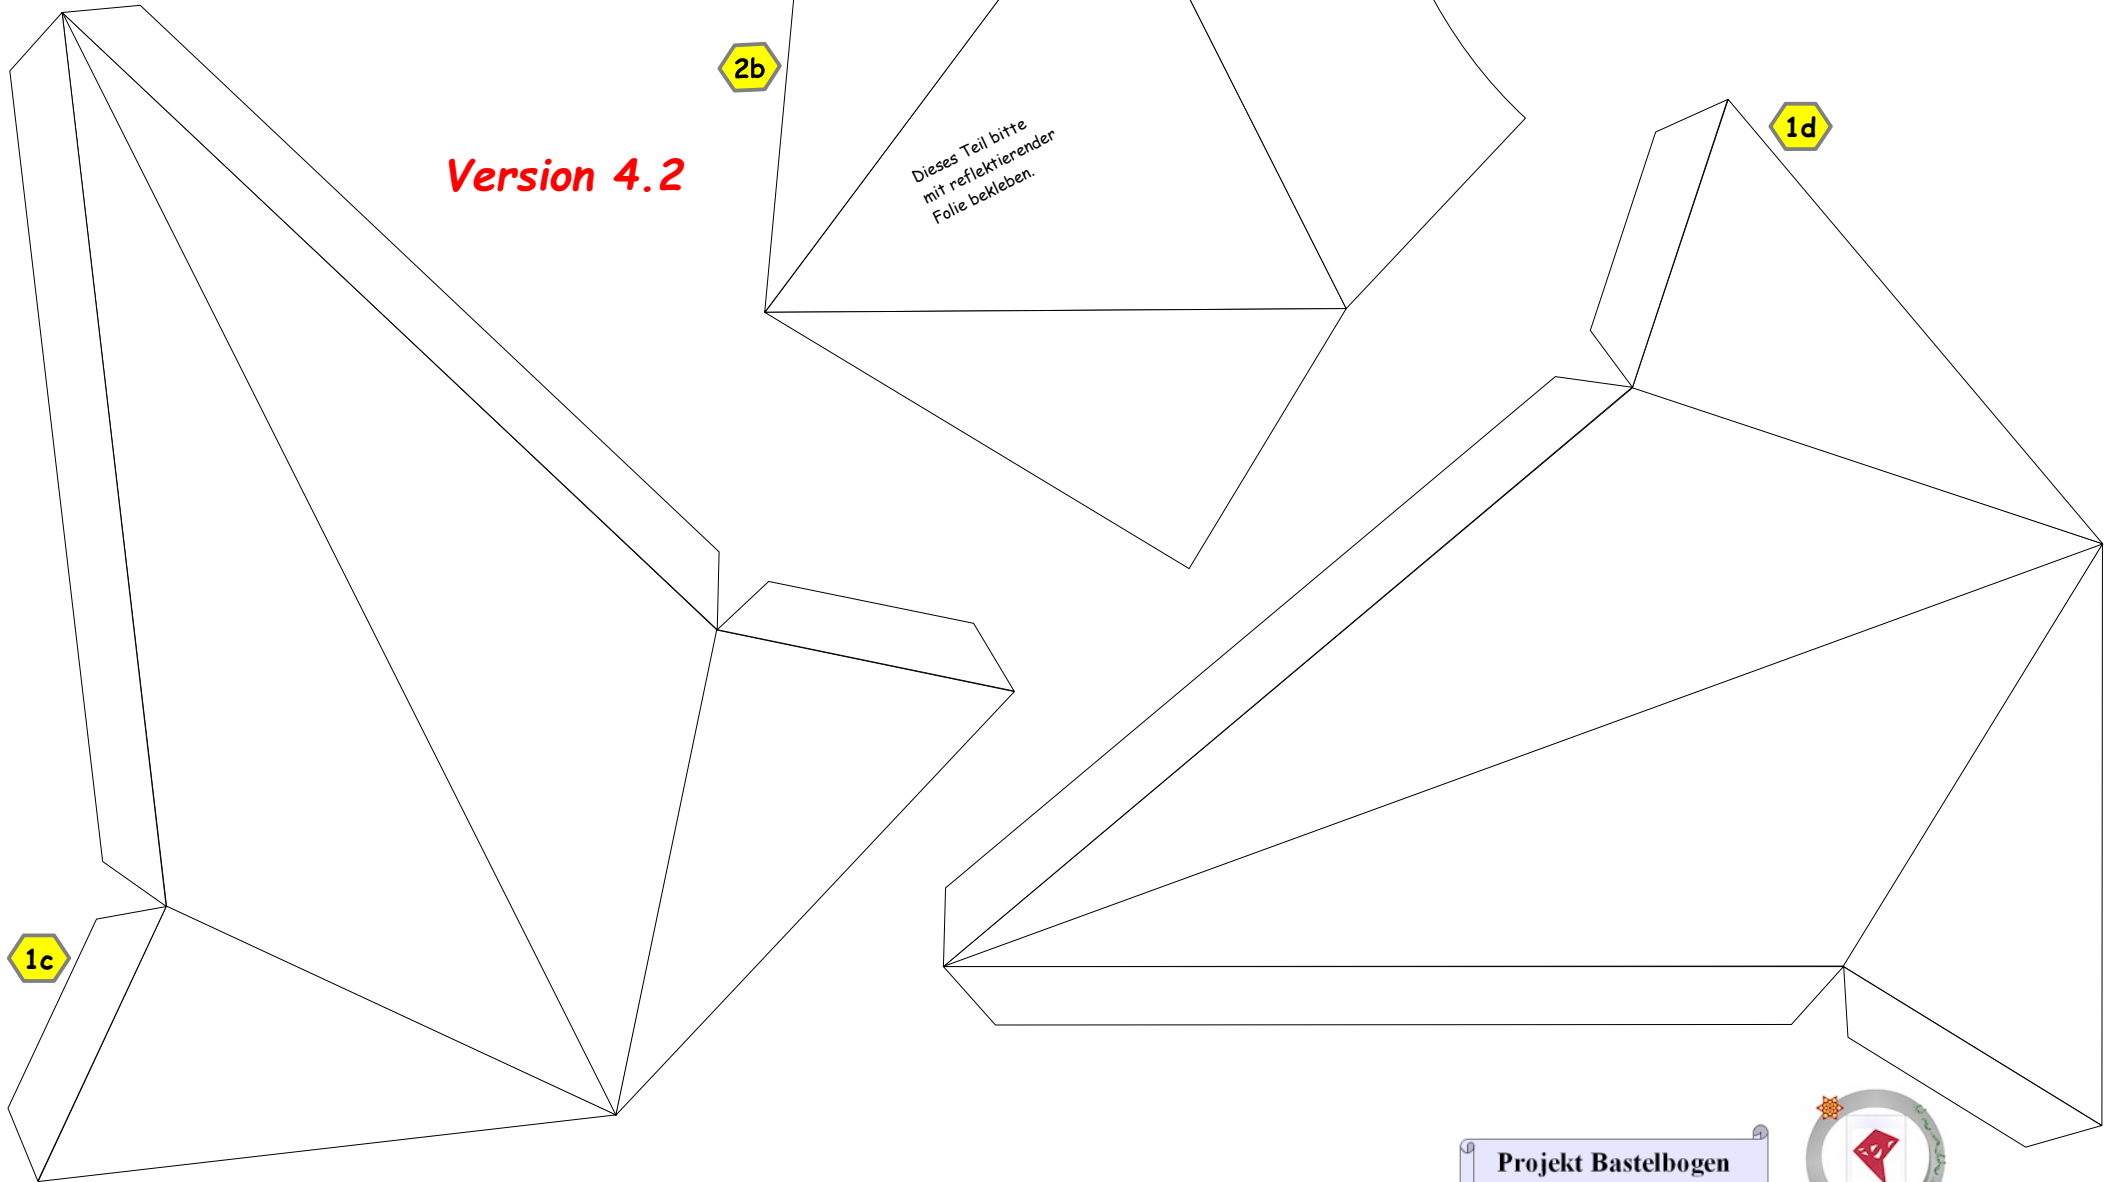 2b
1d
Version 4.2
Dieses Teil bitte
mit reflektierender
Folie bekleben.
1c
Projekt Bastelbogen